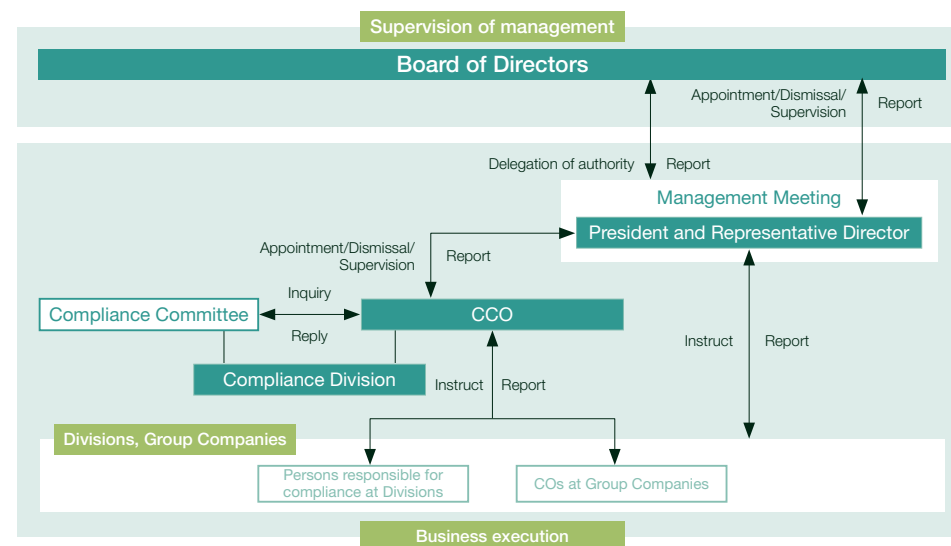 Supervision of management
Board of Directors
Appointment/Dismissal/
Supervision
Report
Delegation of authority
Report
Management Meeting
President and Representative Director
Appointment/Dismissal/
Supervision
Report
Inquiry
Compliance Committee
CCO
Reply
Instruct
Report
Compliance Division
Instruct
Report
Divisions, Group Companies
Persons responsible for
compliance at Divisions
COs at Group Companies
Business execution